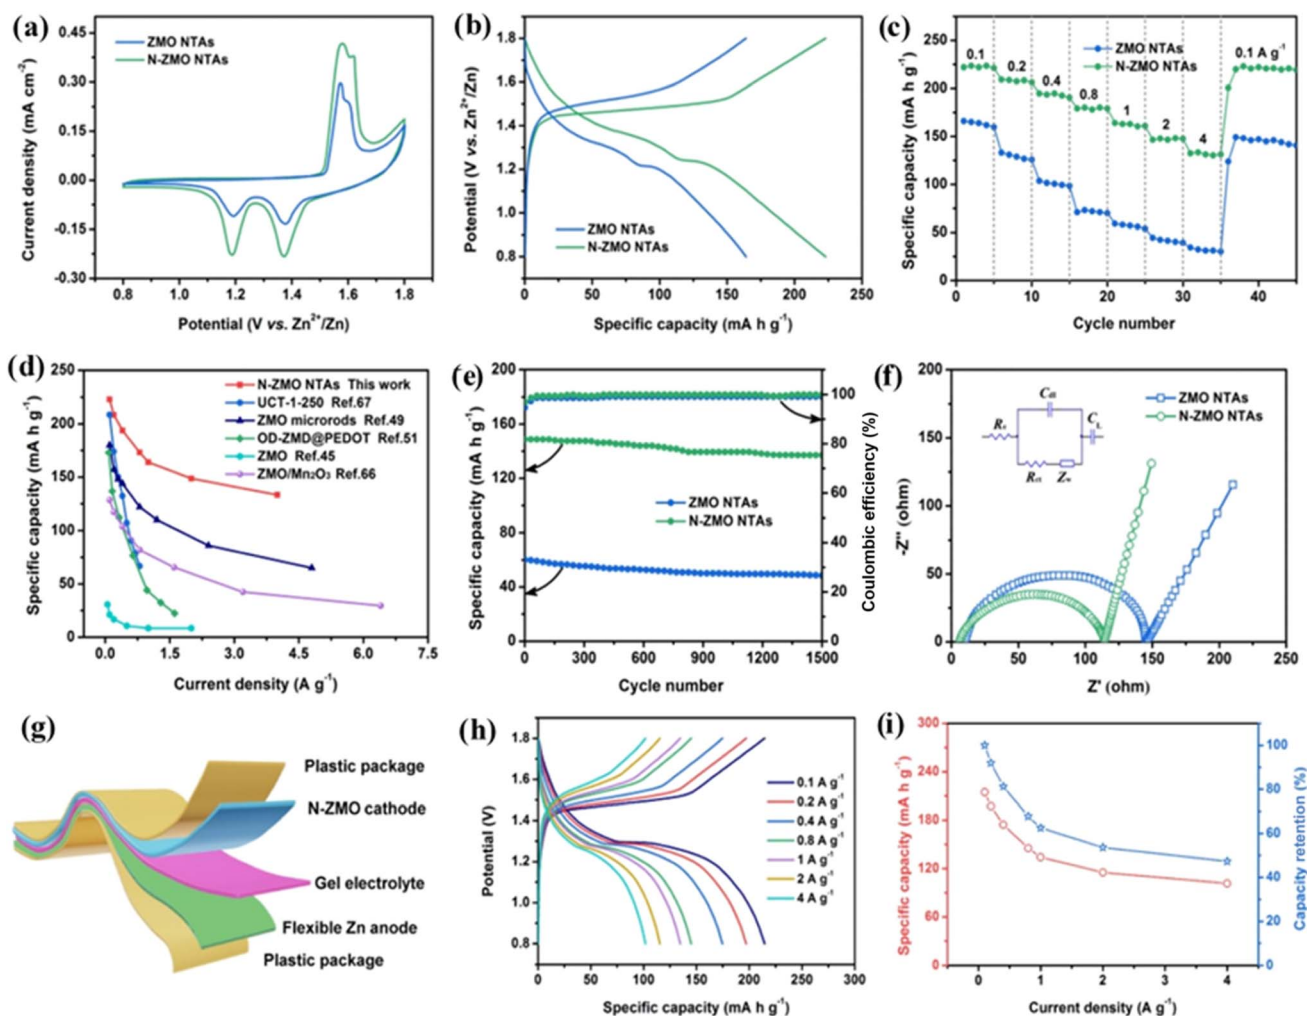 (a)
ZMO NTAs
N-ZMO NTAs
0.45
0.30
0.15
0.00
-0.15
-0.30
Current density (mA cm-2)
0.8 1.0 1.2 1.4 1.6 1.8
Potential (V vs. Zn2+/Zn)
(b)
1.8
1.6
1.4
1.2
1.0
0.8
Potential (V vs. Zn2+/Zn)
ZMO NTAs
N-ZMO NTAs
0 50 100 150 200 250
Specific capacity (mA h g-1)
(c)
250
200
150
100
50
0
Specific capacity (mA h g-1)
ZMO NTAs
N-ZMO NTAs
0.1 0.2 0.4 0.8 1 2 4 0.1 A g-1
0 10 20 30 40
Cycle number
(d)
250
200
150
100
50
0
Specific capacity (mA h g-1)
N-ZMO NTAs This work
UCT-1-250 Ref.67
ZMO microrods Ref.49
OD-ZMD@PEDOT Ref.51
ZMO Ref.45
ZMO/Mn2O3 Ref.66
0.0 1.5 3.0 4.5 6.0 7.5
Current density (A g-1)
(e)
200
160
120
80
40
0
Specific capacity (mA h g-1)
ZMO NTAs
N-ZMO NTAs
100
80
60
40
20
0
Coulombic efficiency (%)
0 300 600 900 1200 1500
Cycle number
(f)
200
150
100
50
0
-Z'' (ohm)
ZMO NTAs
N-ZMO NTAs
Cdl
CL
Rs
Rct
Zw
0 50 100 150 200 250
Z' (ohm)
(g)
Plastic package
N-ZMO cathode
Gel electrolyte
Flexible Zn anode
Plastic package
(h)
1.8
1.6
1.4
1.2
1.0
0.8
Potential (V)
0.1 A g-1
0.2 A g-1
0.4 A g-1
0.8 A g-1
1 A g-1
2 A g-1
4 A g-1
0 50 100 150 200 250 300
Specific capacity (mA h g-1)
(i)
300
240
180
120
60
0
Specific capacity (mA h g-1)
100
80
60
40
20
0
Capacity retention (%)
0 1 2 3 4
Current density (A g-1)